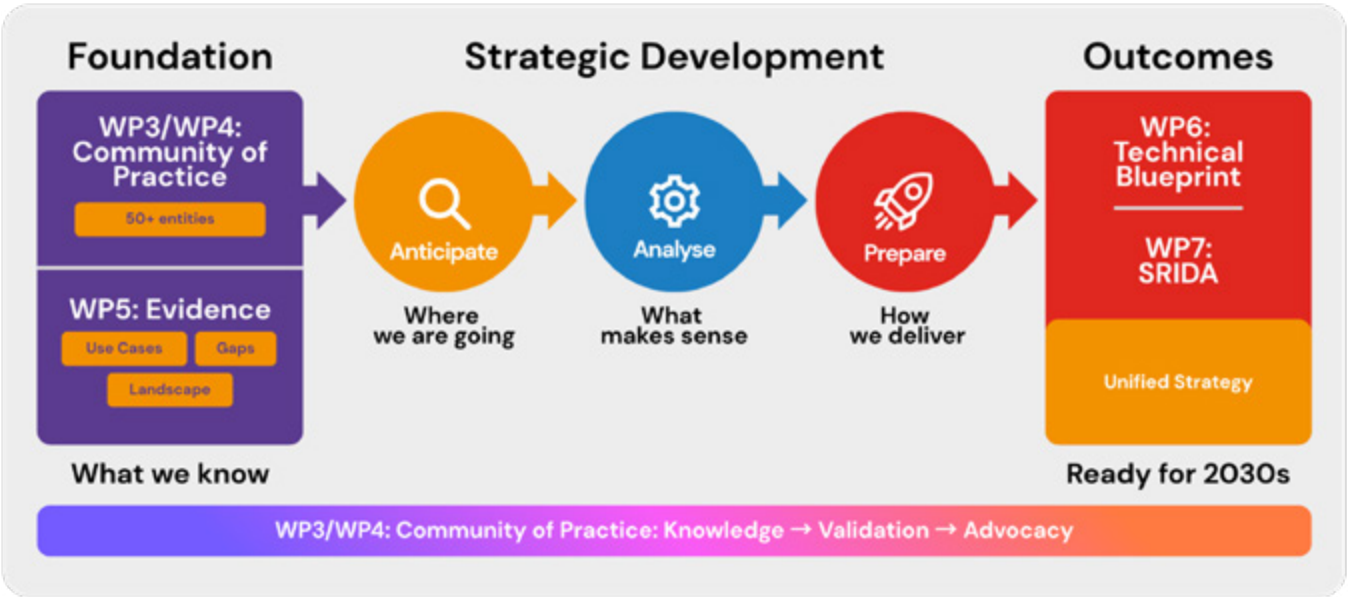 Foundation
Strategic Development
Outcomes
WP3/WP4:
Community of
Practice
50+ entities
WP5: Evidence
Use Cases
Gaps
Landscape
What we know
Anticipate
Where
we are going
Analyse
What
makes sense
Prepare
How
we deliver
WP6:
Technical
Blueprint
WP7:
SRIDA
Unified Strategy
Ready for 2030s
WP3/WP4: Community of Practice: Knowledge → Validation → Advocacy